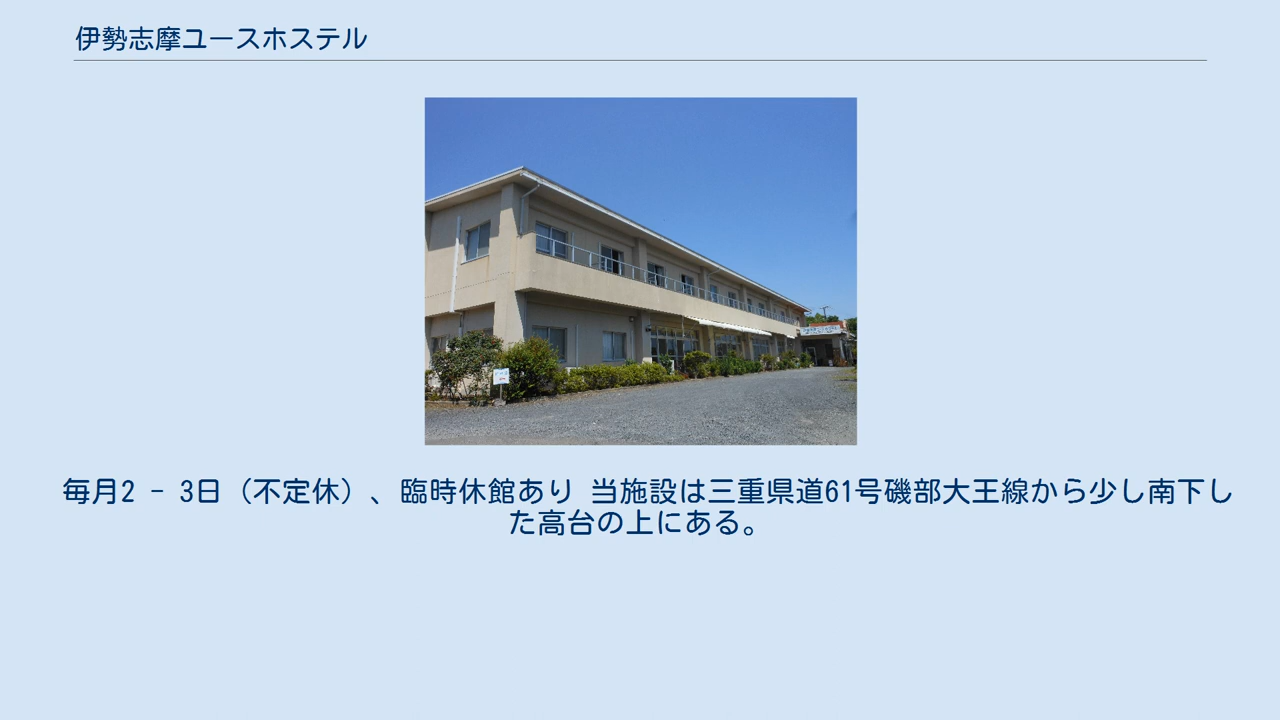 伊勢志摩ユースホステル
毎月2 - 3日（不定休）、臨時休館あり 当施設は三重県道61号磯部大王線から少し南下し
た高台の上にある。